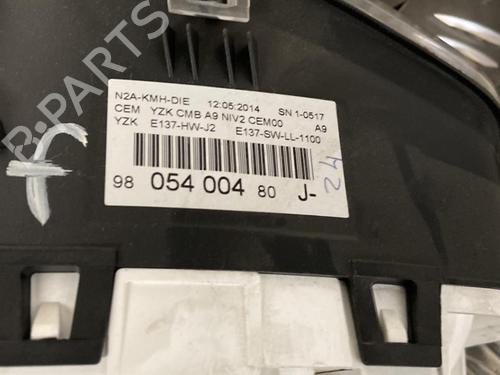 N2A-KMH-DIE 12:05:2014 SN 1-0517
CEM YZK CMB A9 NIV2 CEM00 A9
YZK E137-HW-J2 E137-SW-LL-1100
98 054 004 80 J-